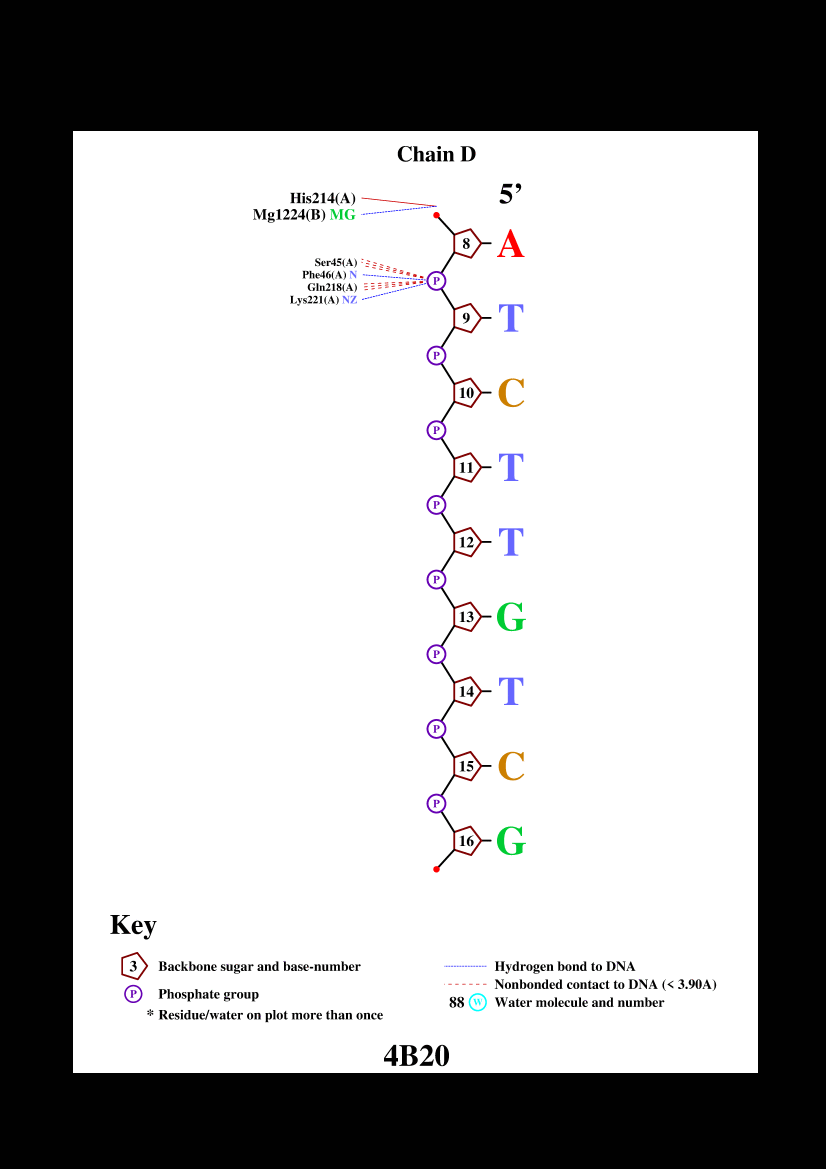 Chain D
5’
His214(A)
Mg1224(B) MG
8 A
Ser45(A)
Phe46(A) N
P
Gln218(A)
Lys221(A) NZ
9 T
P
10 C
P
11 T
P
12 T
P
13 G
P
14 T
P
15 C
P
16 G
Key
3 Backbone sugar and base-number
P Phosphate group
* Residue/water on plot more than once
Hydrogen bond to DNA
Nonbonded contact to DNA (< 3.90A)
88 W Water molecule and number
4B20